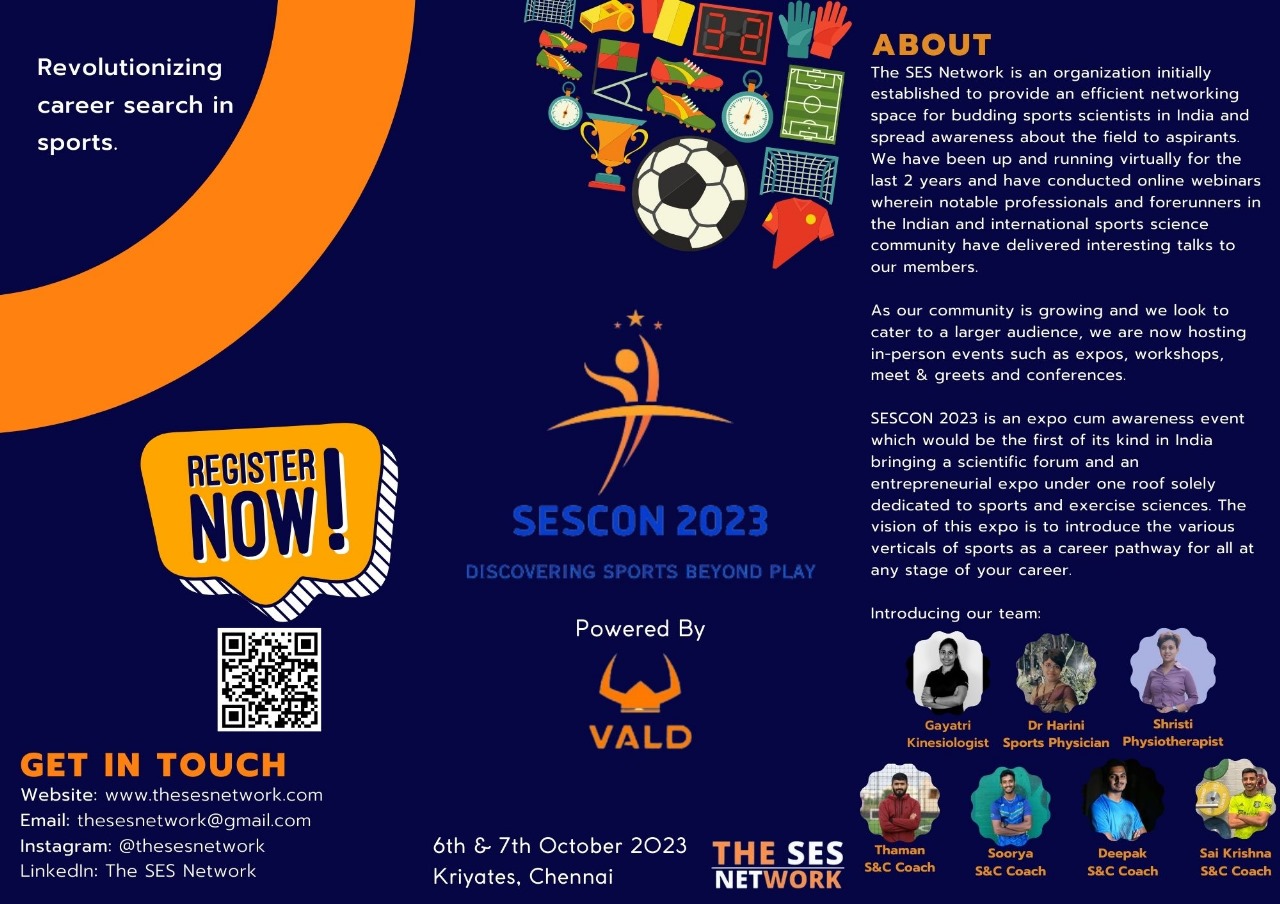 Revolutionizing
career search in
sports.
REGISTER
NOW!
GET IN TOUCH
Website: www.thesesnetwork.com
Email: thesesnetwork@gmail.com
Instagram: @thesesnetwork
LinkedIn: The SES Network
32
SESCON 2023
DISCOVERING SPORTS BEYOND PLAY
Powered By
VALD
6th & 7th October 2023
Kriyates, Chennai
THE SES
NETWORK
ABOUT
The SES Network is an organization initially
established to provide an efficient networking
space for budding sports scientists in India and
spread awareness about the field to aspirants.
We have been up and running virtually for the
last 2 years and have conducted online webinars
wherein notable professionals and forerunners in
the Indian and international sports science
community have delivered interesting talks to
our members.
As our community is growing and we look to
cater to a larger audience, we are now hosting
in-person events such as expos, workshops,
meet & greets and conferences.
SESCON 2023 is an expo cum awareness event
which would be the first of its kind in India
bringing a scientific forum and an
entrepreneurial expo under one roof solely
dedicated to sports and exercise sciences. The
vision of this expo is to introduce the various
verticals of sports as a career pathway for all at
any stage of your career.
Introducing our team:
Gayatri
Kinesiologist
Dr Harini
Sports Physician
Shristi
Physiotherapist
Thaman
S&C Coach
Soorya
S&C Coach
Deepak
S&C Coach
Sai Krishna
S&C Coach